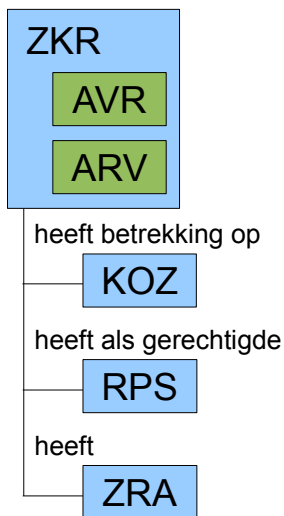 ZKR
AVR
ARV
heeft betrekking op
KOZ
heeft als gerechtigde
RPS
heeft
ZRA